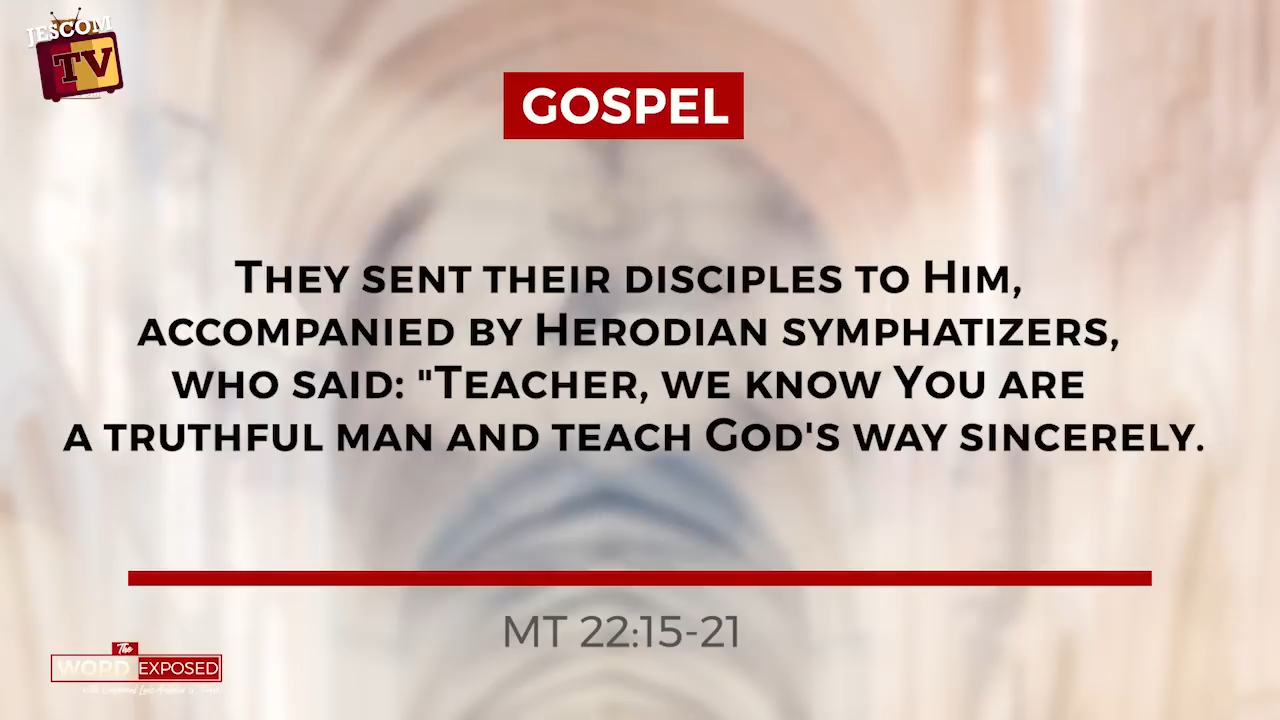 JESCOM
TV
GOSPEL
They sent their disciples to Him,
accompanied by Herodian symphatizers,
who said: "Teacher, we know You are
a truthful man and teach God's way sincerely.
MT 22:15-21
The
WORD EXPOSED